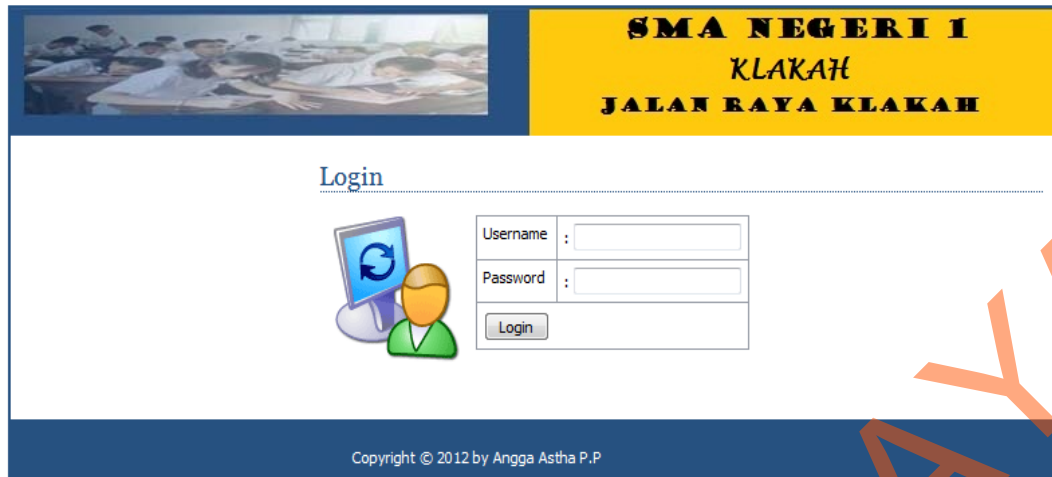 SMA NEGERI 1
KLAKAH
JALAN RAYA KLAKAH
Login
Username :
Password :
Login
Copyright © 2012 by Angga Astha P.P
A Y